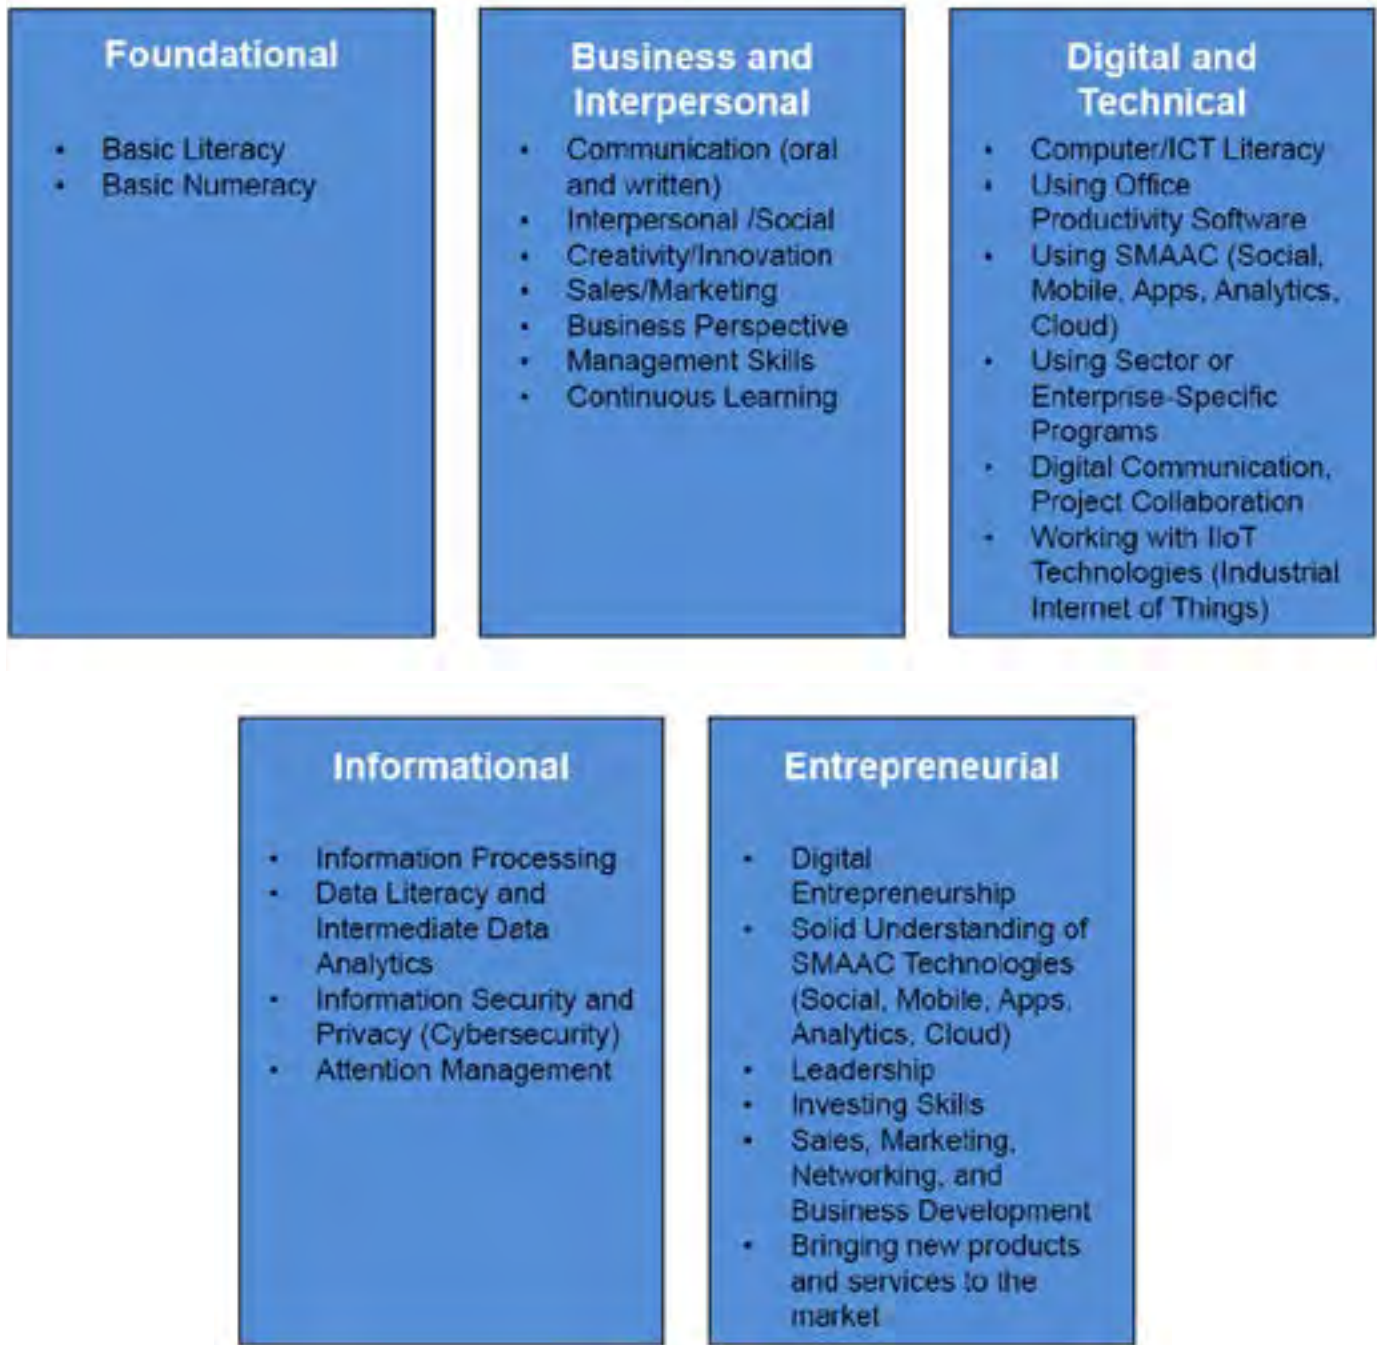 Foundational
• Basic Literacy
• Basic Numeracy
Business and
Interpersonal
• Communication (oral
and written)
• Interpersonal /Social
• Creativity/Innovation
• Sales/Marketing
• Business Perspective
• Management Skills
• Continuous Learning
Digital and
Technical
• Computer/ICT Literacy
• Using Office
Productivity Software
• Using SMAAC (Social,
Mobile, Apps, Analytics,
Cloud)
• Using Sector or
Enterprise-Specific
Programs
• Digital Communication,
Project Collaboration
• Working with IIoT
Technologies (Industrial
Internet of Things)
Informational
• Information Processing
• Data Literacy and
Intermediate Data
Analytics
• Information Security and
Privacy (Cybersecurity)
• Attention Management
Entrepreneurial
• Digital
Entrepreneurship
• Solid Understanding of
SMAAC Technologies
(Social, Mobile, Apps,
Analytics, Cloud)
• Leadership
• Investing Skills
• Sales, Marketing,
Networking, and
Business Development
• Bringing new products
and services to the
market